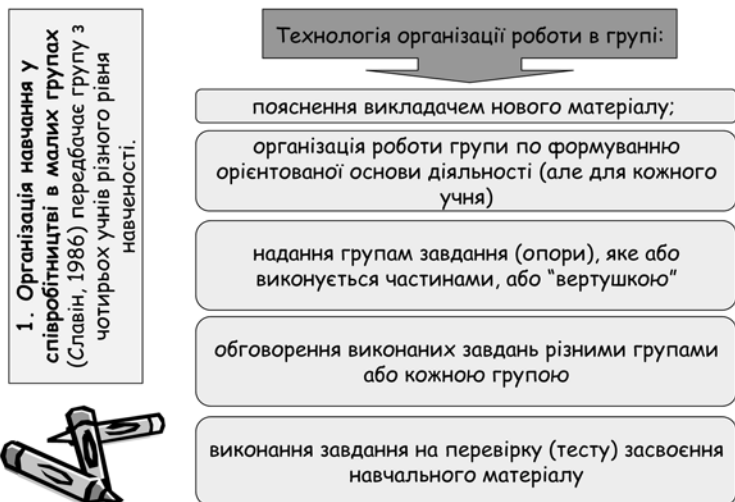 1. Організація навчання у
співробітництві в малих групах
(Славін, 1986) передбачає групу з
чотирьох учнів різного рівня
навченості.
Технологія організації роботи в групі:
пояснення викладачем нового матеріалу;
організація роботи групи по формуванню
орієнтованої основи діяльності (але для кожного
учня)
надання групам завдання (опори), яке або
виконується частинами, або “вертушкою”
обговорення виконаних завдань різними групами
або кожною групою
виконання завдання на перевірку (тесту) засвоєння
навчального матеріалу